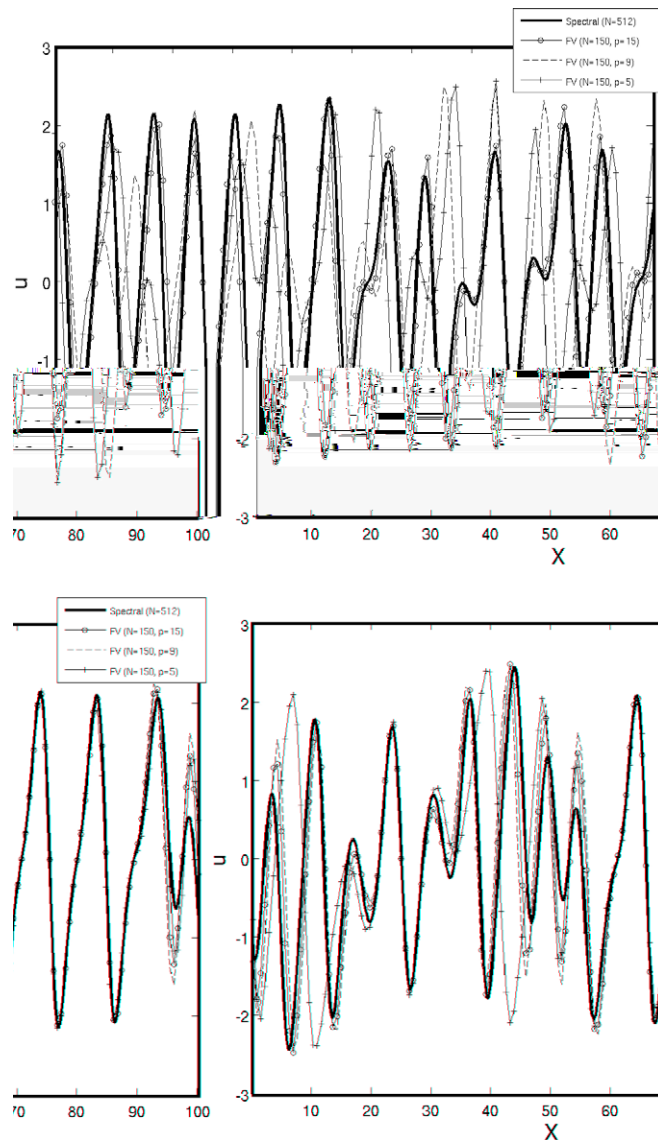 Spectral (N=512)
FV (N=150, p=15)
FV (N=150, p=9)
FV (N=150, p=5)
3
2
1
0
-1
-2
-3
u
70 80 90 100 10 20 30 40 50 60
X
Spectral (N=512)
FV (N=150, p=15)
FV (N=150, p=9)
FV (N=150, p=5)
3
2
1
0
-1
-2
-3
u
70 80 90 100 10 20 30 40 50 60
X